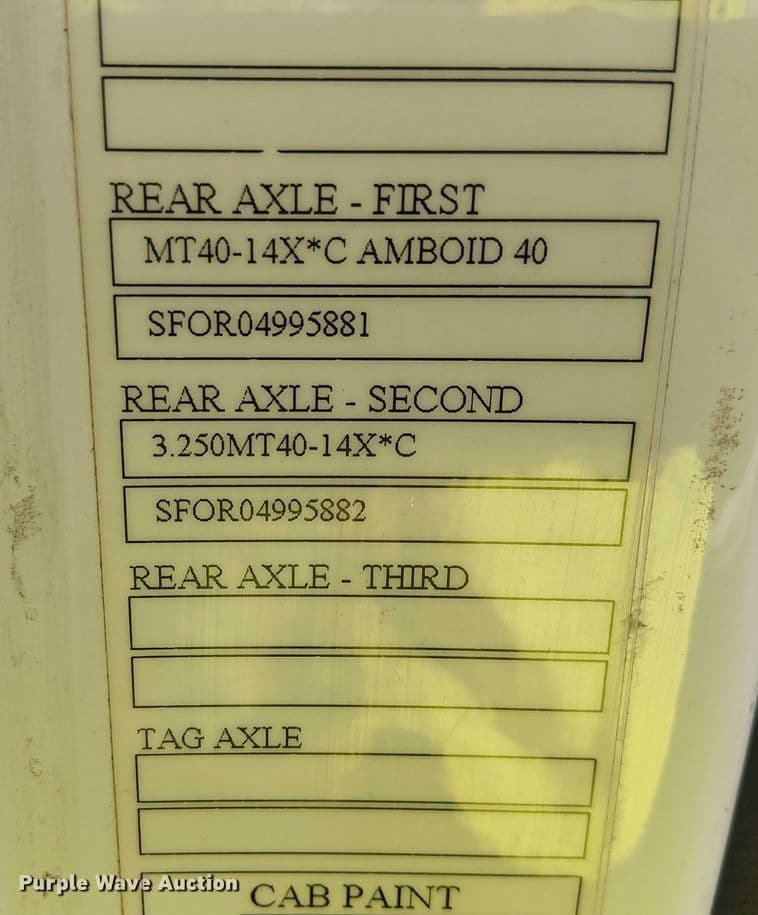 REAR AXLE - FIRST
MT40-14X*C AMBOID 40
SFOR04995881
REAR AXLE - SECOND
3.250MT40-14X*C
SFOR04995882
REAR AXLE - THIRD
TAG AXLE
CAB PAINT
Purple Wave Auction